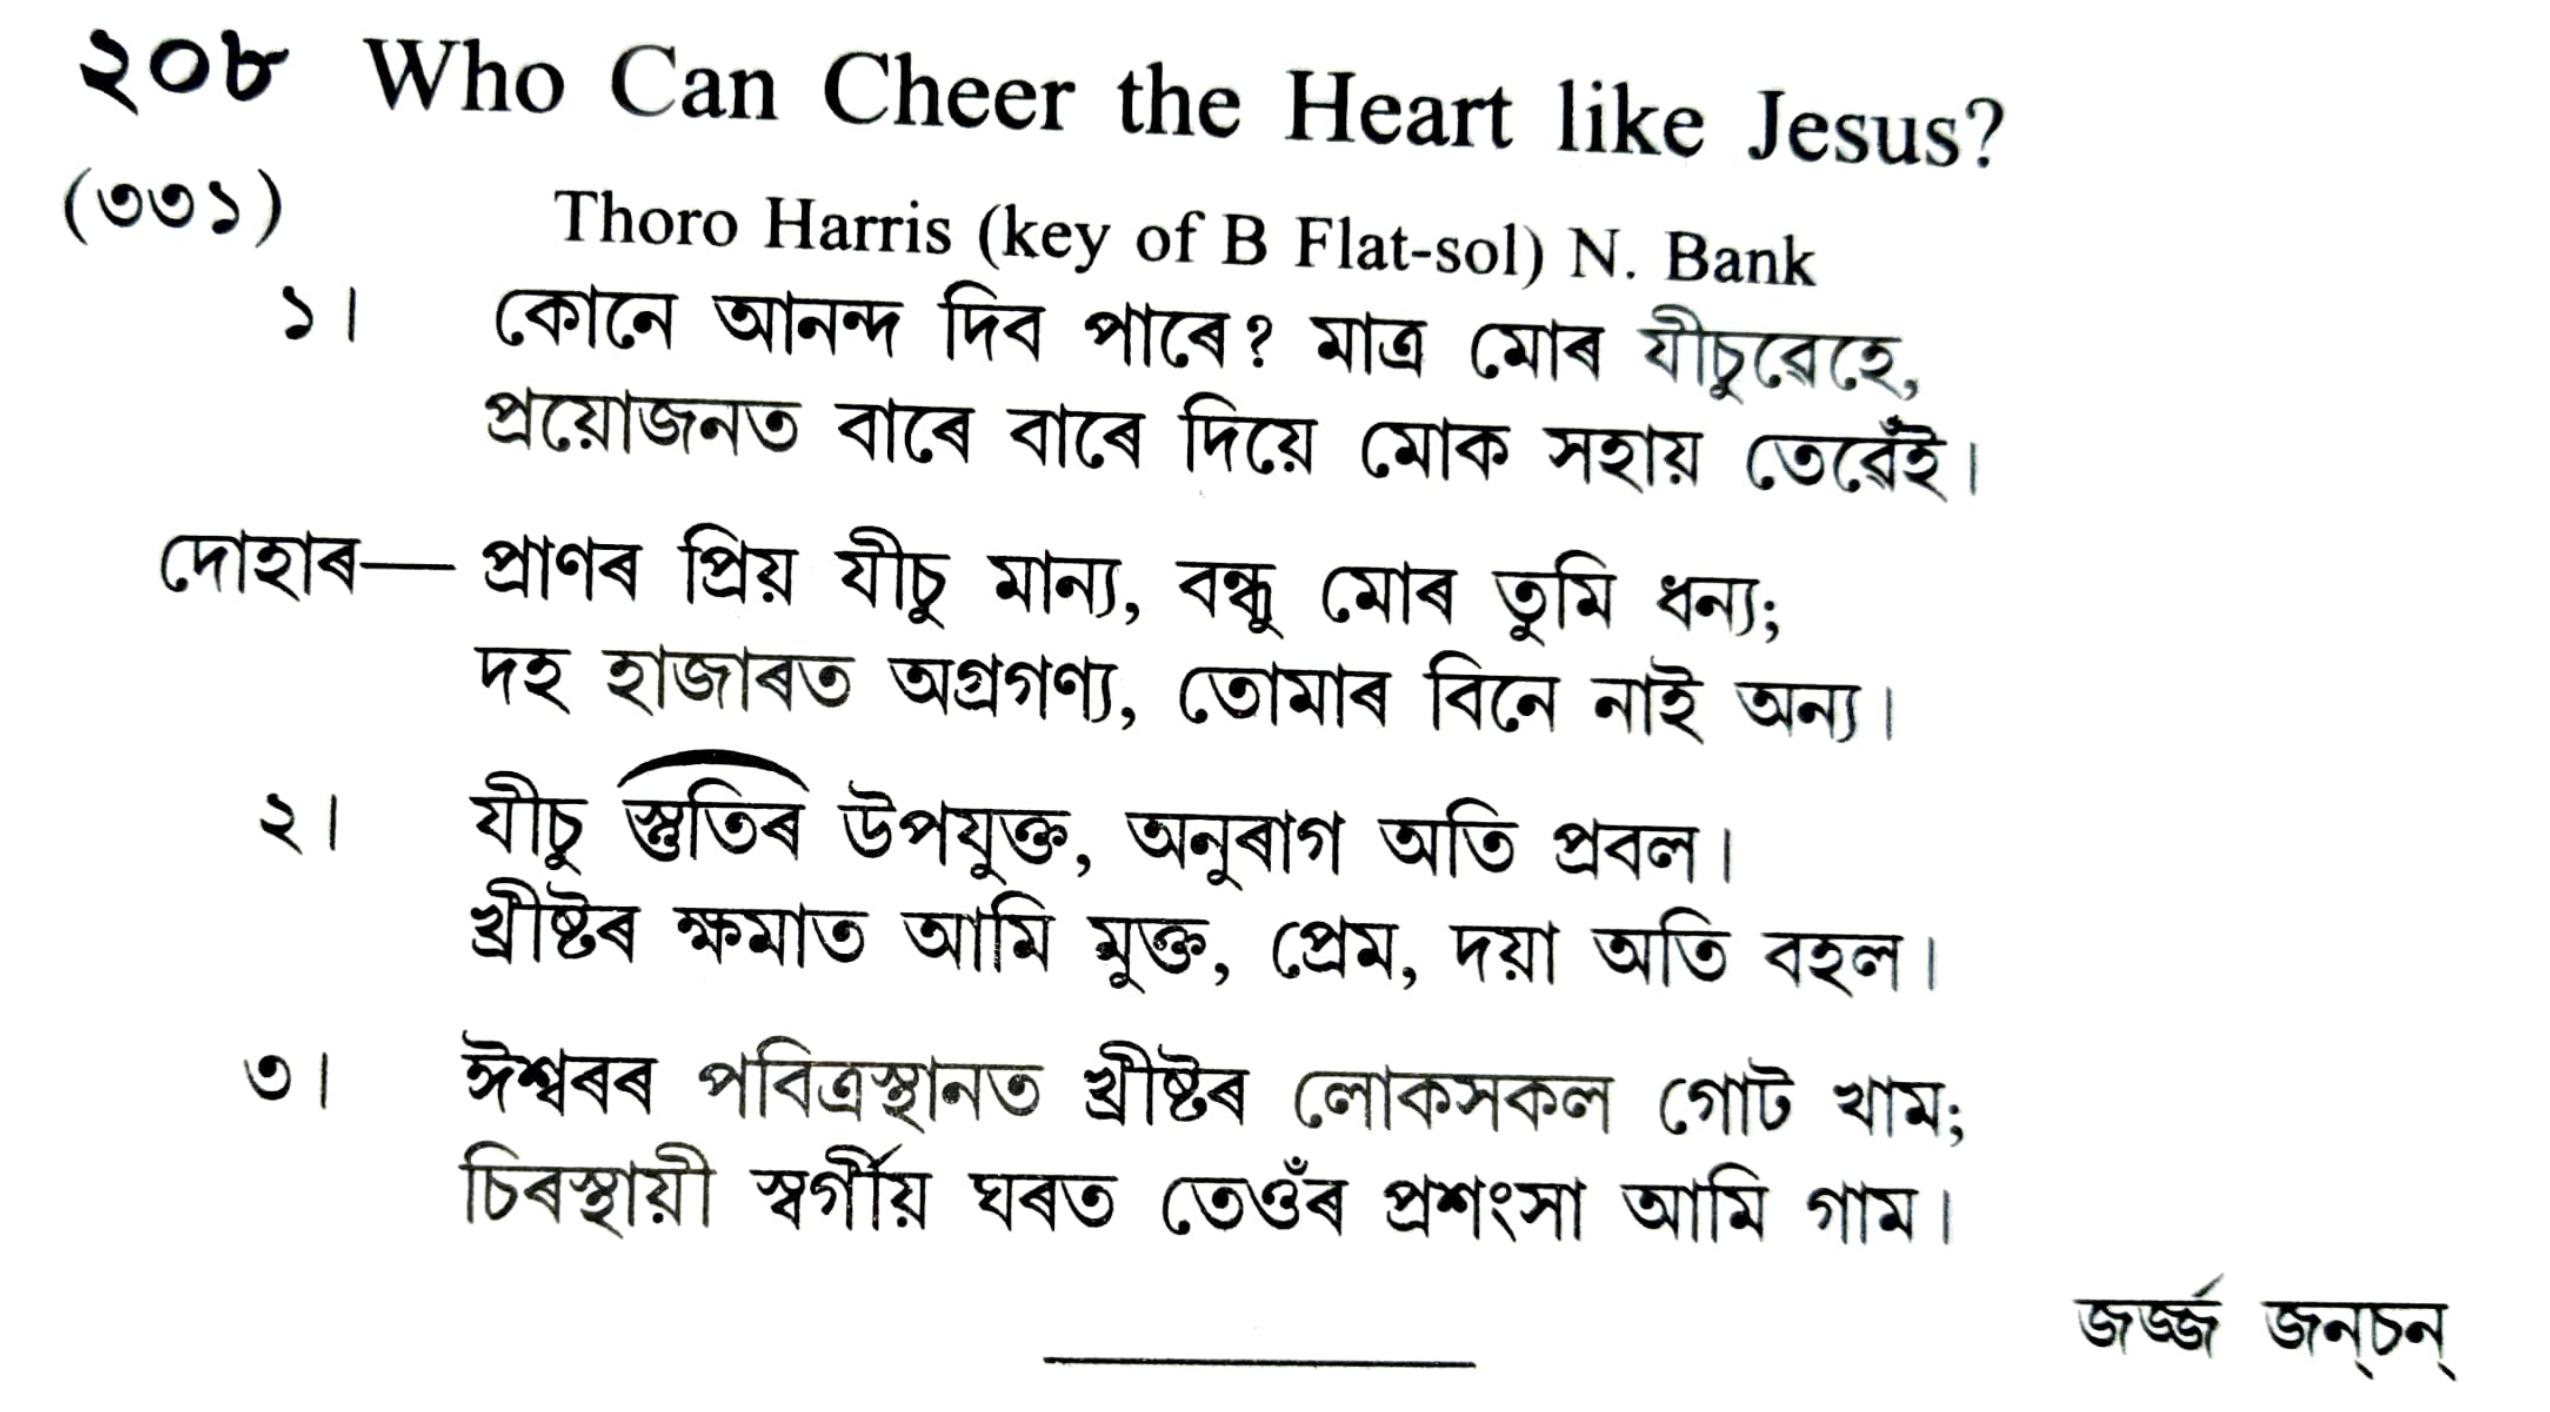 ২০৮ Who Can Cheer the Heart like Jesus?
(৩৩১) Thoro Harris (key of B Flat-sol) N. Bank
১। কোনে আনন্দ দিব পাৰে? মাত্ৰ মোৰ যীচুৱেহে,
প্ৰয়োজনত বাৰে বাৰে দিয়ে মোক সহায় তেৱেঁই।
দোহাৰ— প্ৰাণৰ প্ৰিয় যীচু মান্য, বন্ধু মোৰ তুমি ধন্য;
দহ হাজাৰত অগ্ৰগণ্য, তোমাৰ বিনে নাই অন্য।
২। যীচু স্তুতিৰ উপযুক্ত, অনুৰাগ অতি প্ৰবল।
খ্ৰীষ্টৰ ক্ষমাত আমি মুক্ত, প্ৰেম, দয়া অতি বহল।
৩। ঈশ্বৰৰ পবিত্ৰস্থানত খ্ৰীষ্টৰ লোকসকল গোট খাম;
চিৰস্থায়ী স্বৰ্গীয় ঘৰত তেওঁৰ প্ৰশংসা আমি গাম।
জৰ্জ্জ জন্‌চন্